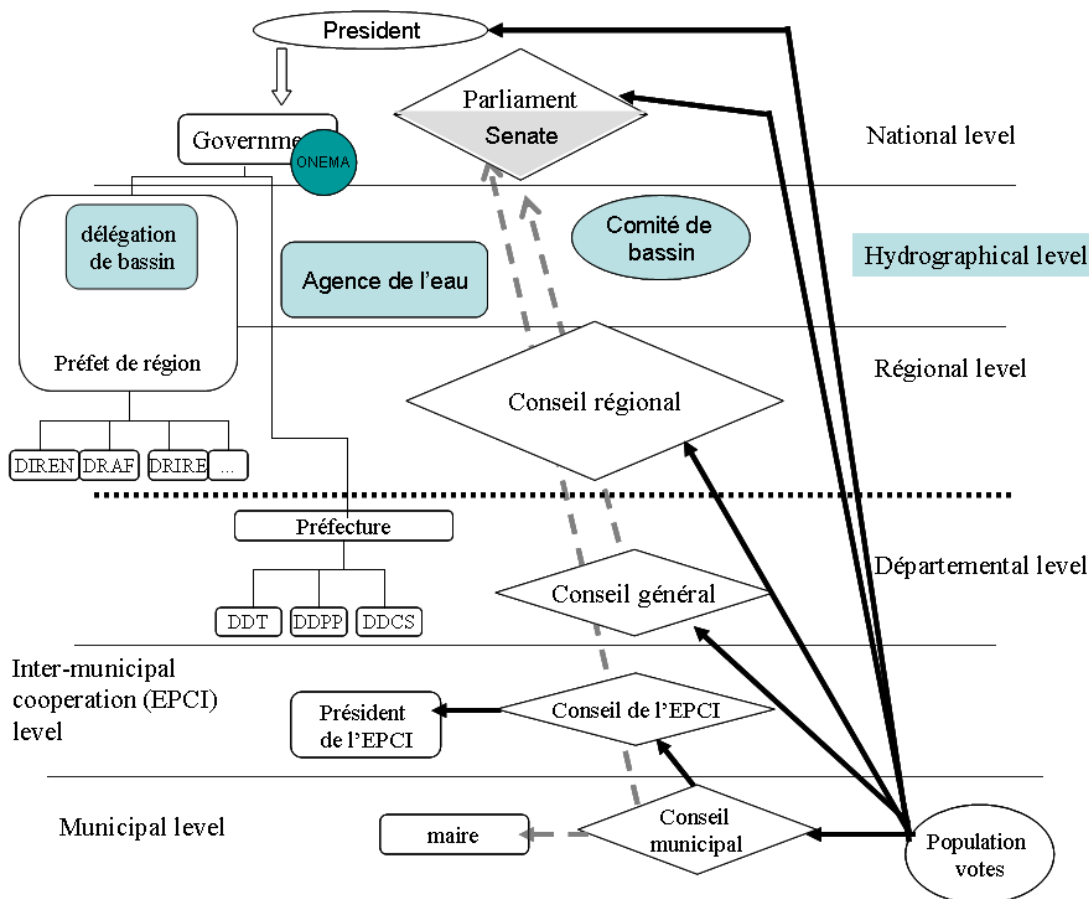 President
Parliament
Senate
Governme
ONEMA
National level
délégation
de bassin
Agence de l'eau
Comité de
bassin
Hydrographical level
Préfet de région
Conseil régional
Régional level
DIREN
DRAF
DRIRE
...
Préfecture
Départemental level
Conseil général
DDT
DDPP
DDCS
Inter-municipal
cooperation (EPCI)
level
Président
de l'EPCI
Conseil de l'EPCI
Municipal level
maire
Conseil
municipal
Population
votes